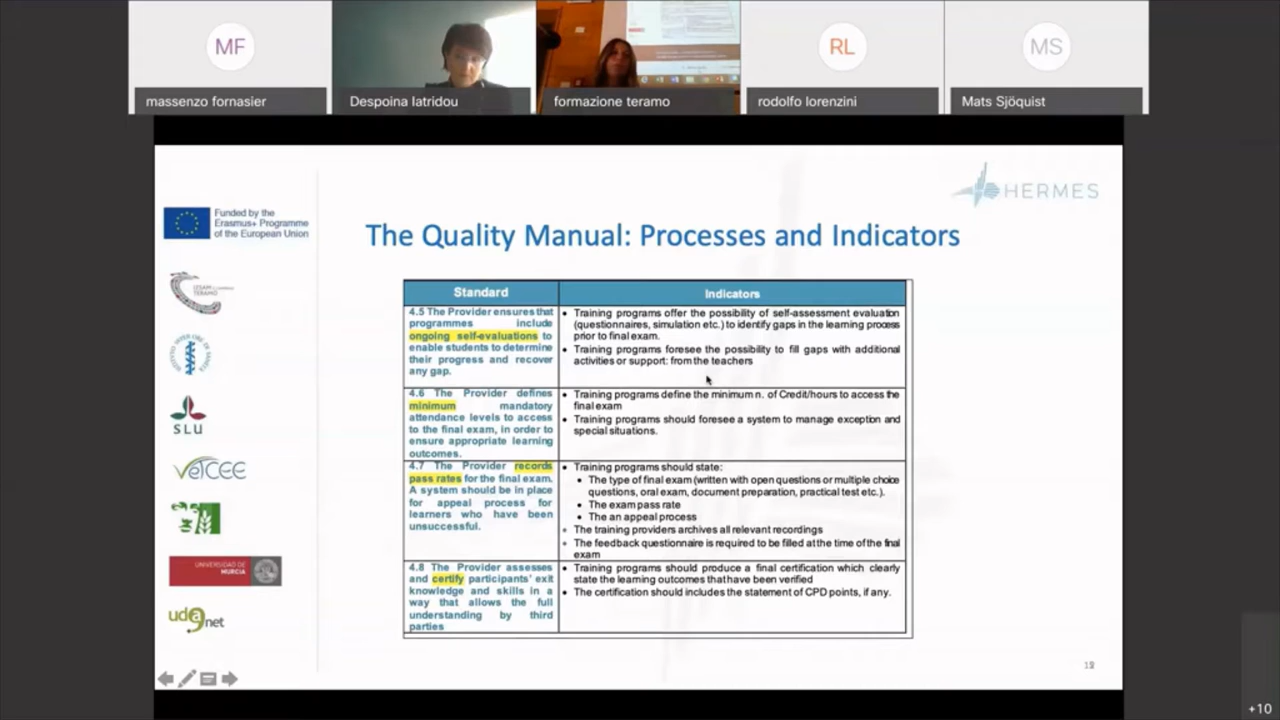 MF
RL
MS
massenzo fornasier
Despoina Iatridou
formazione teramo
rodolfo lorenzini
Mats Sjöquist
HERMES
Funded by the
Erasmus+ Programme
of the European Union
The Quality Manual: Processes and Indicators
Standard
Indicators
4.5 The Provider ensures that
programmes include
ongoing self-evaluations to
enable students to determine
their progress and recover
any gap.
• Training programs offer the possibility of self-assessment evaluation
(questionnaires, simulation etc.) to identify gaps in the learning process
prior to final exam.
• Training programs foresee the possibility to fill gaps with additional
activities or support: from the teachers
4.6 The Provider defines
minimum mandatory
attendance levels to access
to the final exam, in order to
ensure appropriate learning
outcomes.
• Training programs define the minimum n. of Credit/hours to access the
final exam
• Training programs should foresee a system to manage exception and
special situations.
4.7 The Provider records
pass rates for the final exam.
A system should be in place
for appeal process for
learners who have been
unsuccessful.
• Training programs should state:
• The type of final exam (written with open questions or multiple choice
questions, oral exam, document preparation, practical test etc.).
• The exam pass rate
• The an appeal process
• The training providers archives all relevant recordings
• The feedback questionnaire is required to be filled at the time of the final
exam
4.8 The Provider assesses
and certify participants' exit
knowledge and skills in a
way that allows the full
understanding by third
parties
• Training programs should produce a final certification which clearly
state the learning outcomes that have been verified
• The certification should includes the statement of CPD points, if any.
SLU
VETCEE
UNIVERSIDAD DE
MURCIA
udanet
+10